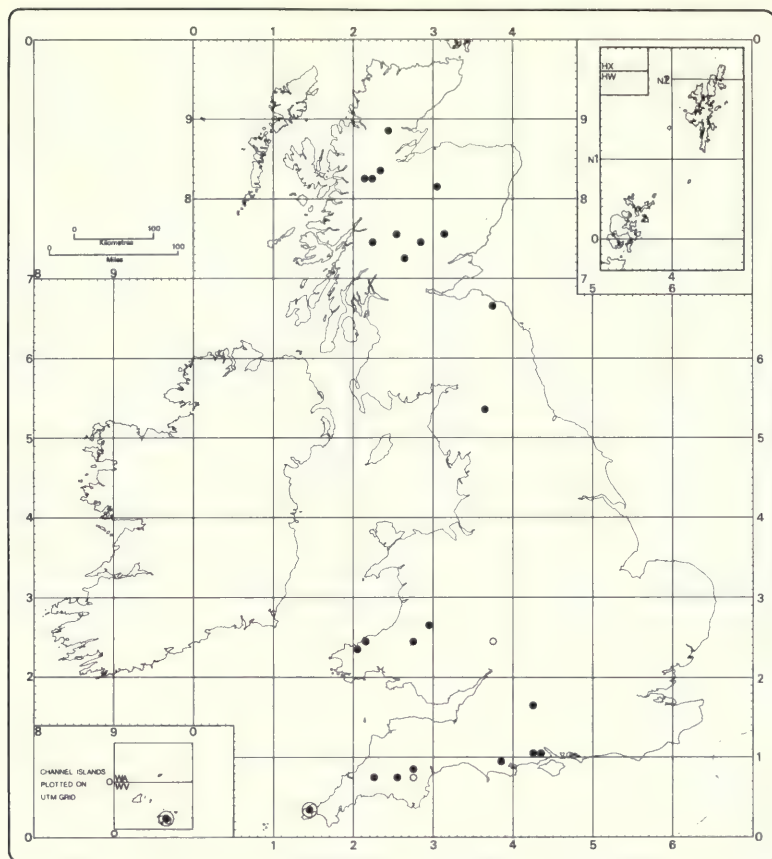 0 1 2 3 4 0
HX
HW
N2
9 9
N1
8 8
0
0 100
Kilometres
0 100
Miles
8 9 4
7 7 5 6
6 6
5 5
4 4
3 3
2 2
8 9 0
1 1
CHANNEL ISLANDS
PLOTTED ON
UTM GRID
0
WA
WV
0 0
0 1 2 3 4 5 6